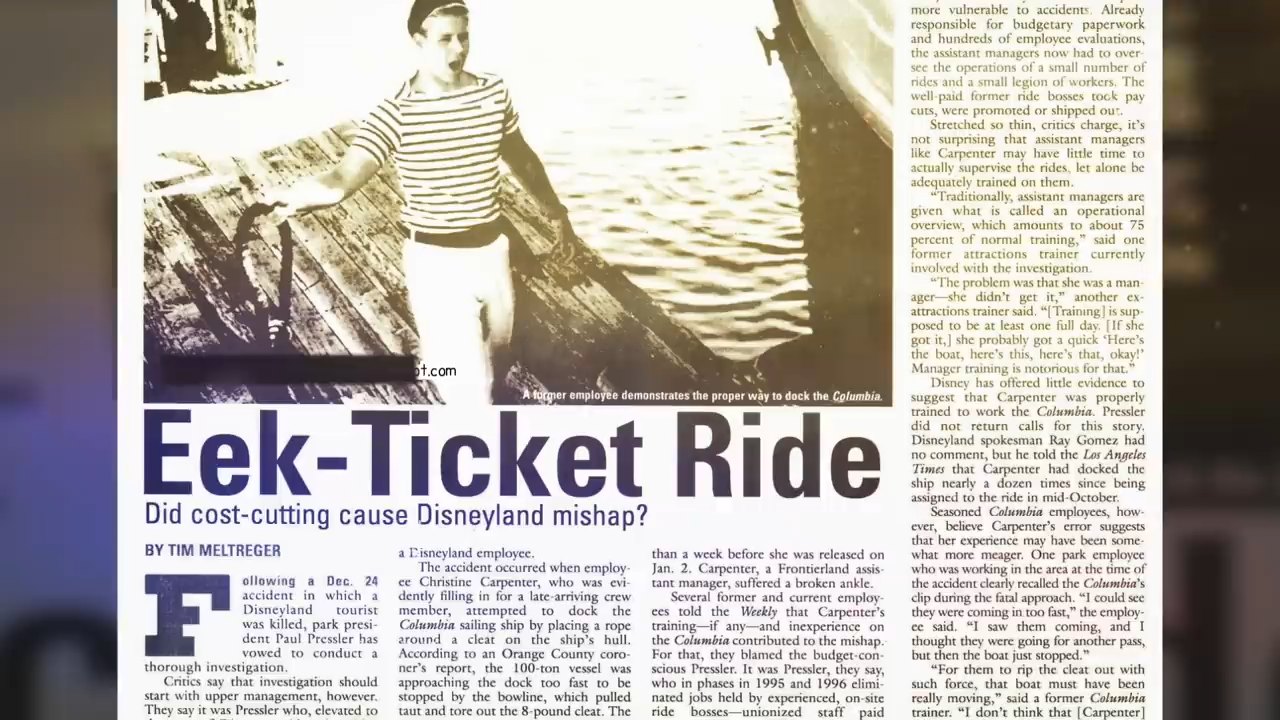 ot.com
A former employee demonstrates the proper way to dock the Columbia.
Eek-Ticket Ride
Did cost-cutting cause Disneyland mishap?
BY TIM MELTREGER
Following a Dec. 24
accident in which a
Disneyland tourist
was killed, park presi-
dent Paul Pressler has
vowed to conduct a
thorough investigation.
Critics say that investigation should
start with upper management, however.
They say it was Pressler who, elevated to
a Disneyland employee.
The accident occurred when employ-
ee Christine Carpenter, who was evi-
dently filling in for a late-arriving crew
member, attempted to dock the
Columbia sailing ship by placing a rope
around a cleat on the ship's hull.
According to an Orange County coro-
ner's report, the 100-ton vessel was
approaching the dock too fast to be
stopped by the bowline, which pulled
taut and tore out the 8-pound cleat. The
than a week before she was released on
Jan. 2. Carpenter, a Frontierland assis-
tant manager, suffered a broken ankle.
Several former and current employ-
ees told the Weekly that Carpenter's
training—if any—and inexperience on
the Columbia contributed to the mishap.
For that, they blamed the budget-con-
scious Pressler. It was Pressler, they say,
who in phases in 1995 and 1996 elimi-
nated jobs held by experienced, on-site
ride bosses—unionized staff paid
more vulnerable to accidents. Already
responsible for budgetary paperwork
and hundreds of employee evaluations,
the assistant managers now had to over-
see the operations of a small number of
rides and a small legion of workers. The
well-paid former ride bosses took pay
cuts, were promoted or shipped out.
Stretched so thin, critics charge, it's
not surprising that assistant managers
like Carpenter may have little time to
actually supervise the rides, let alone be
adequately trained on them.
"Traditionally, assistant managers are
given what is called an operational
overview, which amounts to about 75
percent of normal training," said one
former attractions trainer currently
involved with the investigation.
"The problem was that she was a man-
ager—she didn't get it," another ex-
attractions trainer said. "[Training] is sup-
posed to be at least one full day. [If she
got it,] she probably got a quick 'Here's
the boat, here's this, here's that, okay!'
Manager training is notorious for that."
Disney has offered little evidence to
suggest that Carpenter was properly
trained to work the Columbia. Pressler
did not return calls for this story.
Disneyland spokesman Ray Gomez had
no comment, but he told the Los Angeles
Times that Carpenter had docked the
ship nearly a dozen times since being
assigned to the ride in mid-October.
Seasoned Columbia employees, how-
ever, believe Carpenter's error suggests
that her experience may have been some-
what more meager. One park employee
who was working in the area at the time of
the accident clearly recalled the Columbia's
clip during the fatal approach. "I could see
they were coming in too fast," the employ-
ee said. "I saw them coming, and I
thought they were going for another pass,
but then the boat just stopped."
"For them to rip the cleat out with
such force, that boat must have been
really moving," said a former Columbia
trainer. "I don't think that [Carpenter]